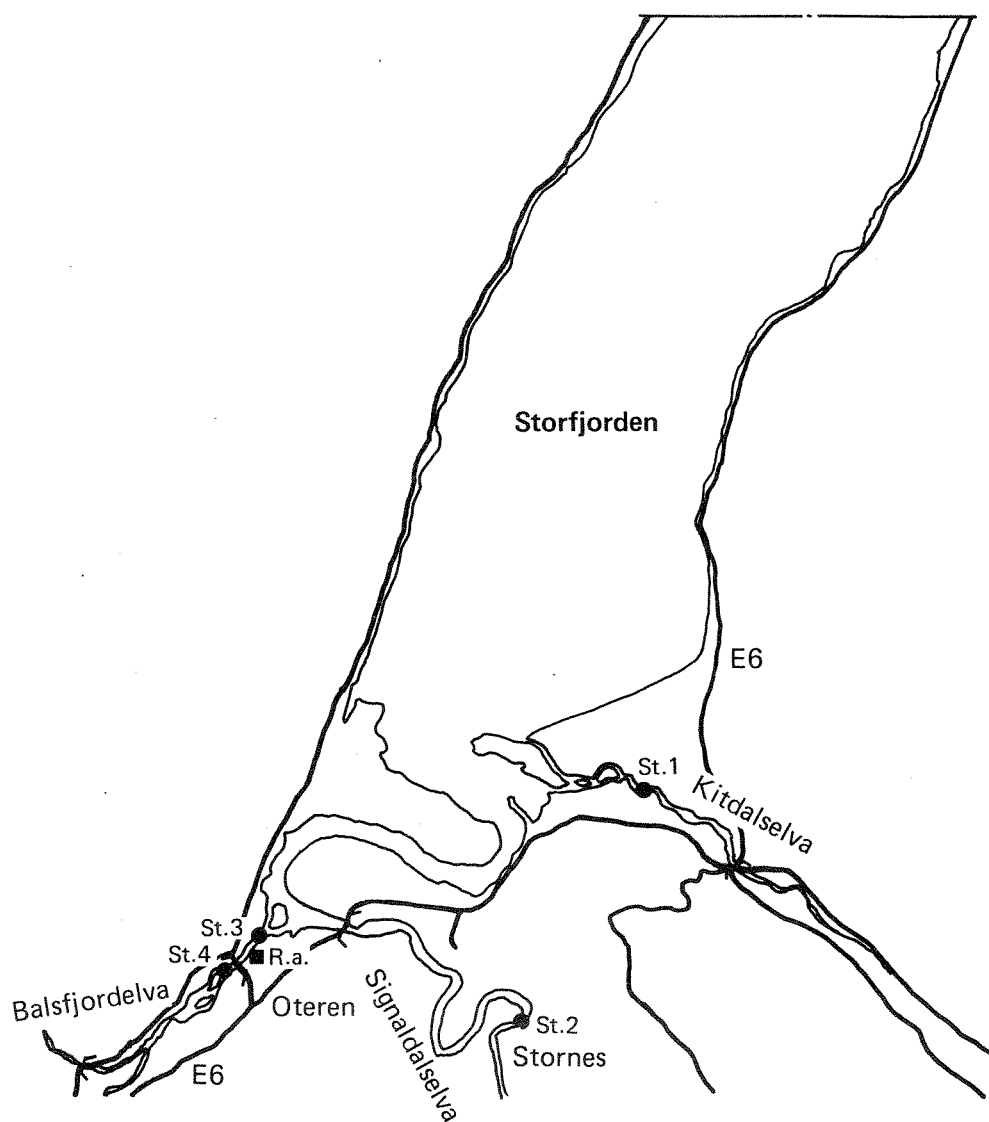 Storfjorden
E6
St.1
Kitdalselva
St.3
St.4
R.a.
Balsfjordelva
Oteren
Signaldalselva
St.2
Stornes
E6